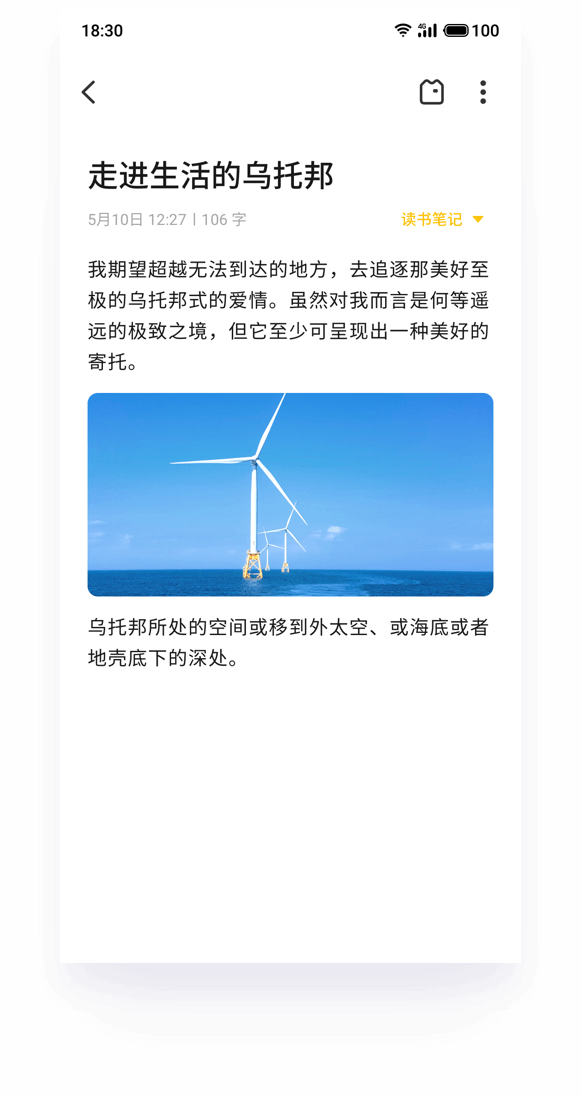 18:30
4G
100
走进生活的乌托邦
5月10日 12:27 | 106 字
读书笔记
我期望超越无法到达的地方，去追逐那美好至
极的乌托邦式的爱情。虽然对我而言是何等遥
远的极致之境，但它至少可呈现出一种美好的
寄托。
乌托邦所处的空间或移到外太空、或海底或者
地壳底下的深处。